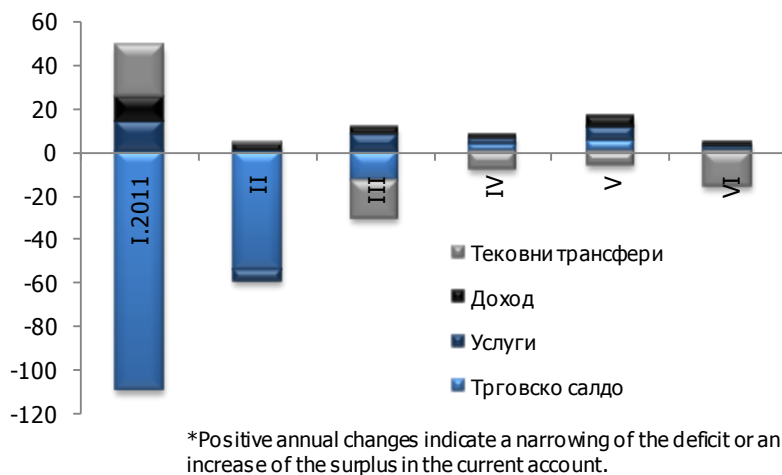 60
40
20
0
-20
-40
-60
-80
-100
-120
I.2011
II
III
IV
V
VI
Тековни трансфери
Доход
Услуги
Трговско салдо
*Positive annual changes indicate a narrowing of the deficit or an
increase of the surplus in the current account.